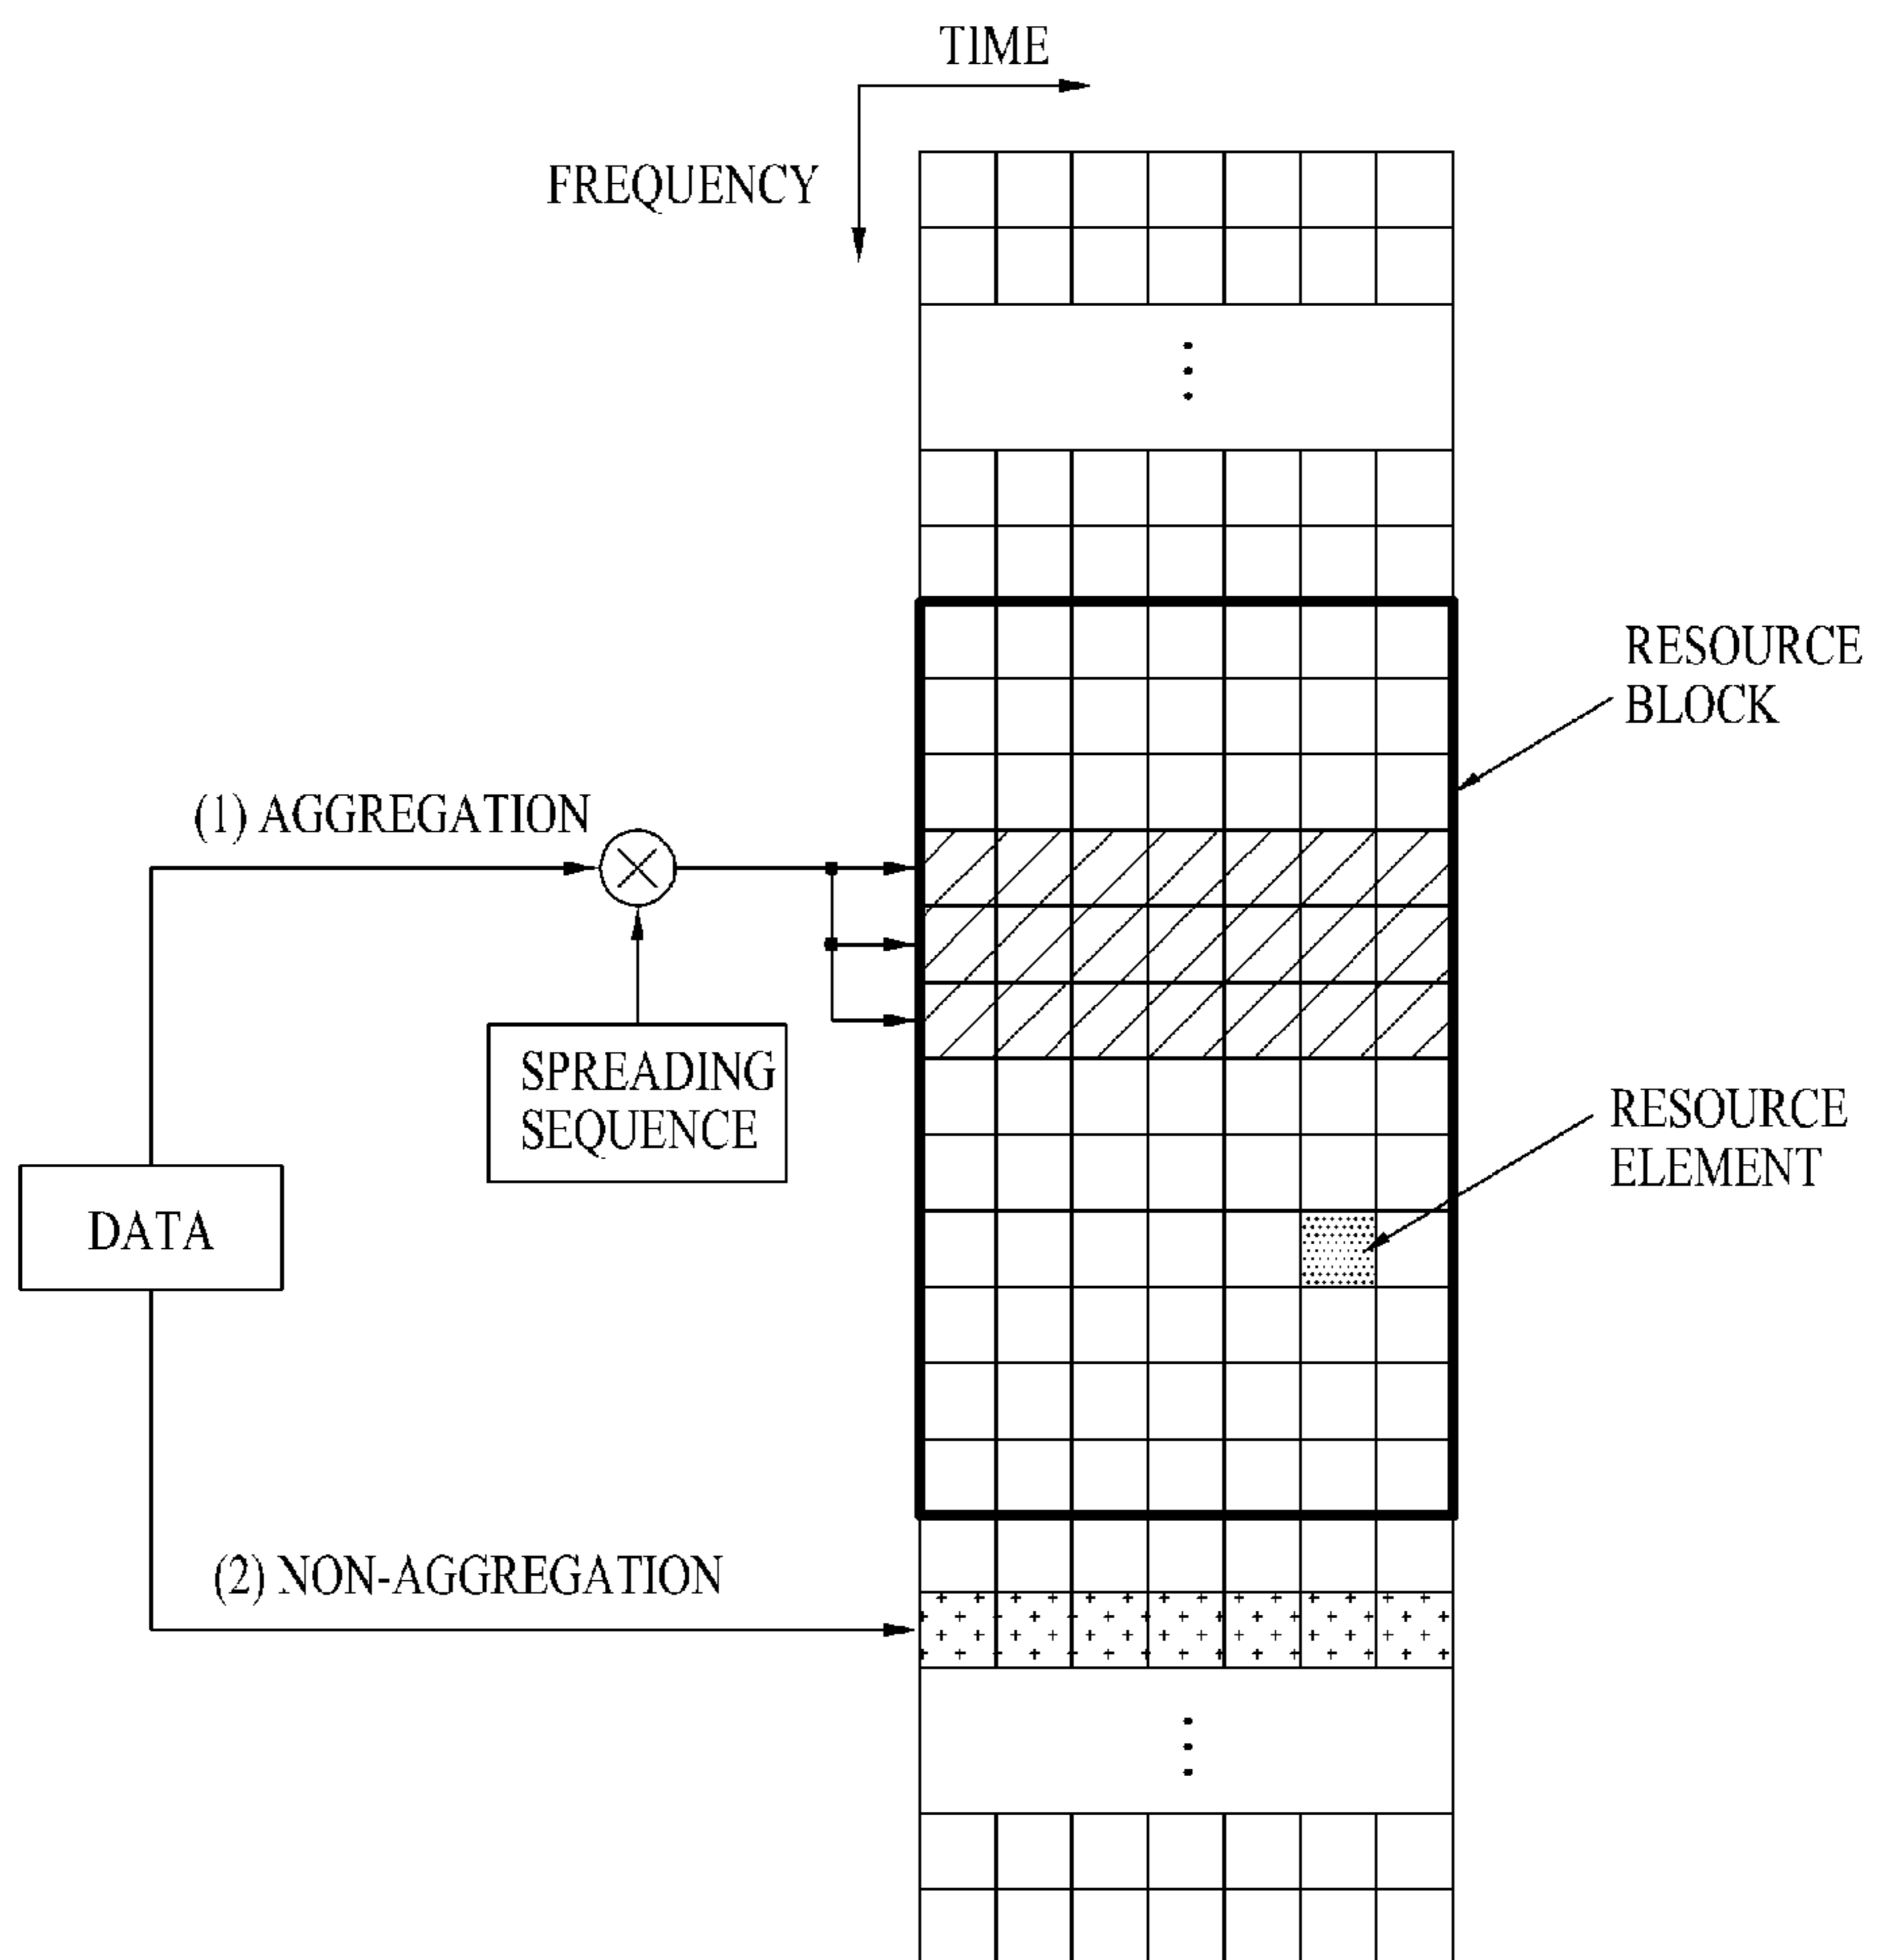 TIME
FREQUENCY
RESOURCE
BLOCK
(1) AGGREGATION
SPREADING
SEQUENCE
RESOURCE
ELEMENT
DATA
(2) NON-AGGREGATION